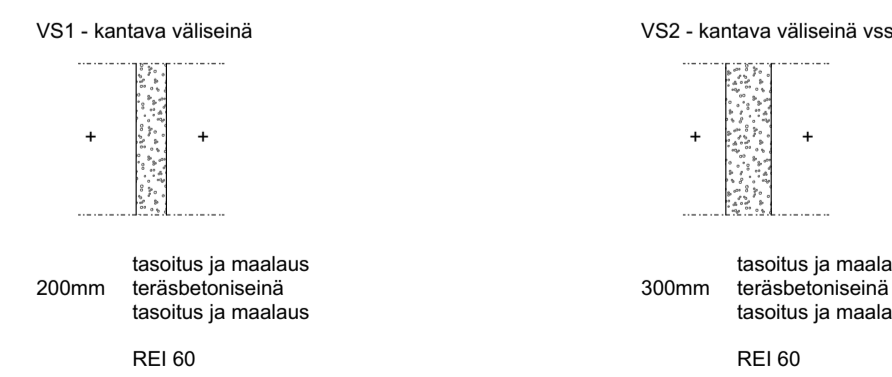 VS1 - kantava väliseinä
+ +
tasoitus ja maalaus
200mm teräsbetoniseinä
tasoitus ja maalaus
REI 60
VS2 - kantava väliseinä vss
+ +
tasoitus ja maala
300mm teräsbetoniseinä
tasoitus ja maala
REI 60